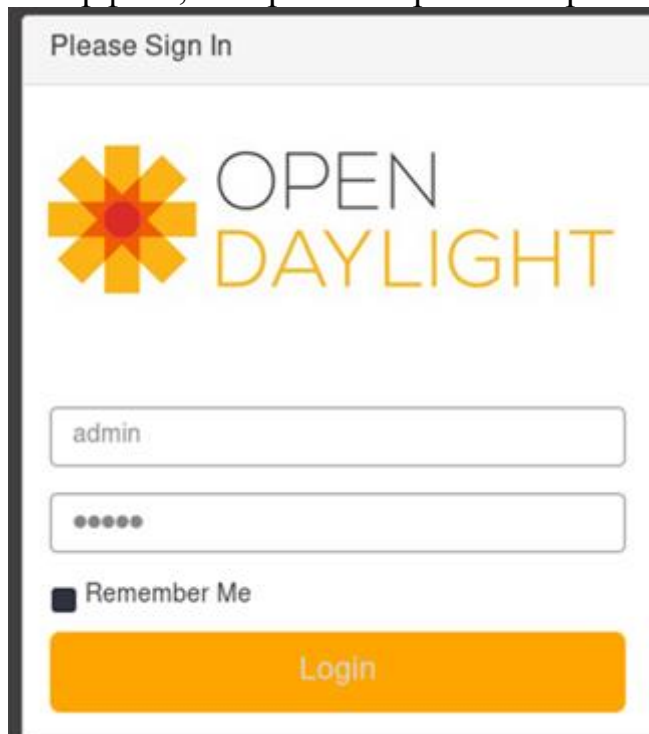 Please Sign In
OPEN
DAYLIGHT
admin
•••••
Remember Me
Login